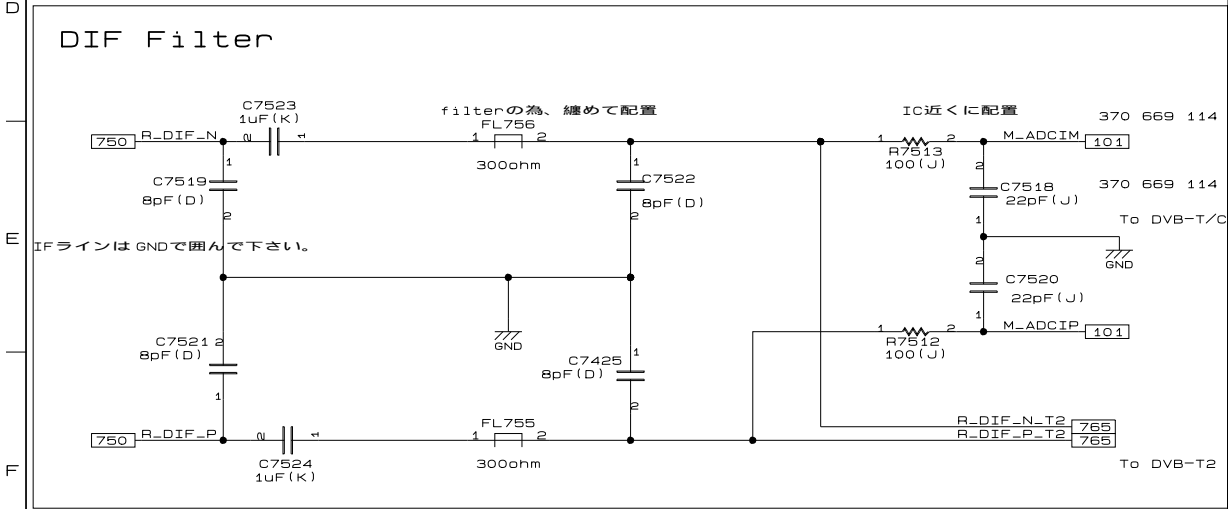 D
DIF Filter
C7523
1uF(K)
filterの為、纏めて配置
IC近くに配置
370 669 114
750 R_DIF_N
2 1
1 FL756 2
300ohm
1 2
R7513
100(J)
M_ADCIM
101
1
C7519
8pF(D)
2
1
C7522
8pF(D)
2
2
C7518
22pF(J)
1
370 669 114
To DVB-T/C
E
IFラインは GNDで囲んで下さい。
GND
2
C7520
22pF(J)
1
GND
C7521 2
8pF(D)
1
C7425
8pF(D)
1
2
1 2
R7512
100(J)
M_ADCIP
101
750 R_DIF_P
2 1
C7524
1uF(K)
1 FL755 2
300ohm
R_DIF_N_T2 765
R_DIF_P_T2 765
F
To DVB-T2